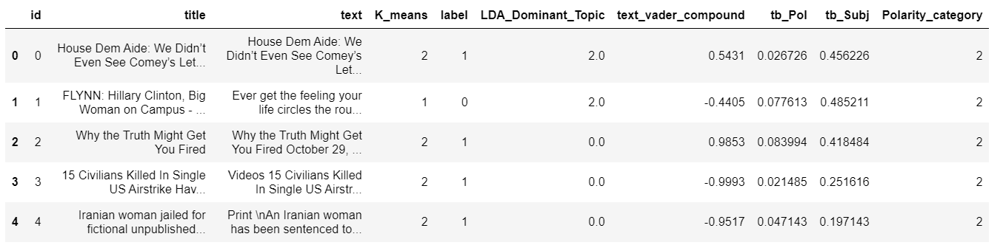 id title text K_means label LDA_Dominant_Topic text_vader_compound tb_Pol tb_Subj Polarity_category
0 0 House Dem Aide: We Didn’t Even See Comey’s Let... House Dem Aide: We Didn’t Even See Comey’s Let... 2 1 2.0 0.5431 0.026726 0.456226 2
1 1 FLYNN: Hillary Clinton, Big Woman on Campus - ... Ever get the feeling your life circles the rou... 1 0 2.0 -0.4405 0.077613 0.485211 2
2 2 Why the Truth Might Get You Fired Why the Truth Might Get You Fired October 29, ... 2 1 0.0 0.9853 0.083994 0.418484 2
3 3 15 Civilians Killed In Single US Airstrike Hav... Videos 15 Civilians Killed In Single US Airstr... 2 1 0.0 -0.9993 0.021485 0.251616 2
4 4 Iranian woman jailed for fictional unpublished... Print \nAn Iranian woman has been sentenced to... 2 1 0.0 -0.9517 0.047143 0.197143 2